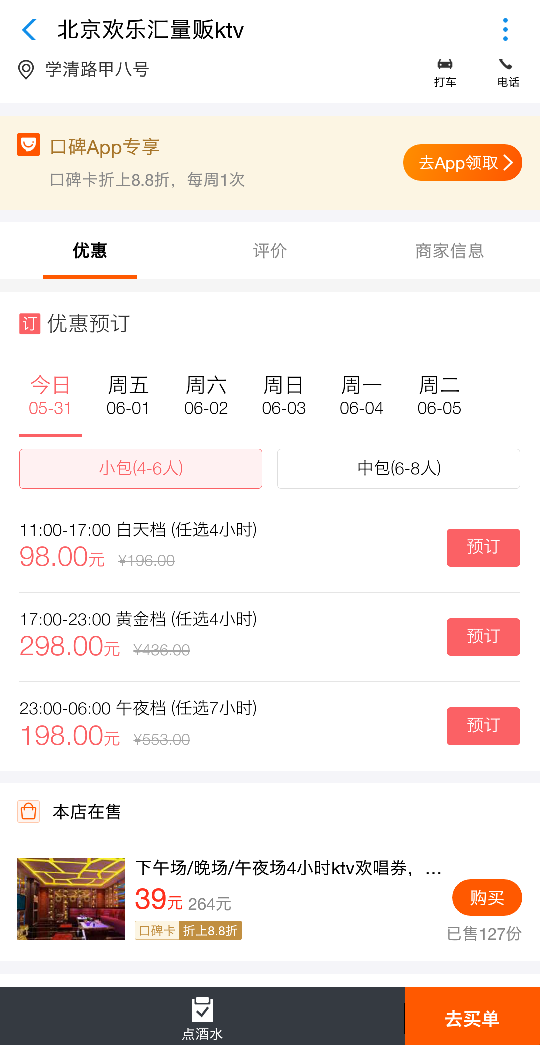 北京欢乐汇量贩ktv
学清路甲八号
打车
电话
口碑App专享
口碑卡折上8.8折，每周1次
去App领取
优惠
评价
商家信息
订 优惠预订
今日
周五
周六
周日
周一
周二
05-31
06-01
06-02
06-03
06-04
06-05
小包(4-6人)
中包(6-8人)
11:00-17:00 白天档 (任选4小时)
98.00元 ¥196.00
预订
17:00-23:00 黄金档 (任选4小时)
298.00元 ¥436.00
预订
23:00-06:00 午夜档 (任选7小时)
198.00元 ¥553.00
预订
本店在售
下午场/晚场/午夜场4小时ktv欢唱券，…
39元 264元
购买
口碑卡 折上8.8折
已售127份
点酒水
去买单